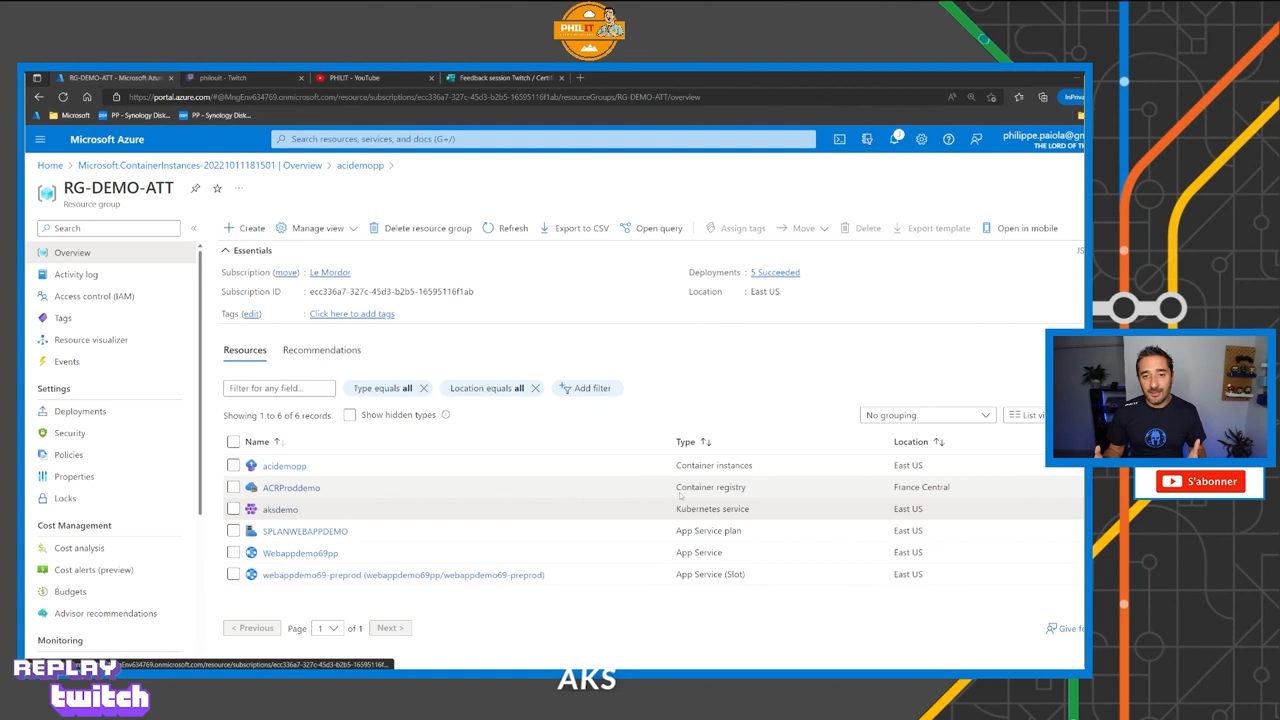 PHILIT
RG-DEMO-ATT - Microsoft Azu
philouit - Twitch
PHILIT - YouTube
Feedback session Twitch / Certi
https://portal.azure.com/#@MngEnv634769.onmicrosoft.com/resource/subscriptions/ecc336a7-327c-45d3-b2b5-16595116f1ab/resourceGroups/RG-DEMO-ATT/overview
InPriva
Microsoft
PP - Synology Disk...
PP - Synology Disk...
Microsoft Azure
Search resources, services, and docs (G+/)
philippe.paiola@gn
THE LORD OF T
Home > Microsoft.ContainerInstances-20221011181501 | Overview > acidemopp >
RG-DEMO-ATT
Resource group
Search
Create
Manage view
Delete resource group
Refresh
Export to CSV
Open query
Assign tags
Move
Delete
Export template
Open in mobile
Overview
Activity log
Access control (IAM)
Tags
Resource visualizer
Events
Settings
Deployments
Security
Policies
Properties
Locks
Cost Management
Cost analysis
Cost alerts (preview)
Budgets
Advisor recommendations
Monitoring
Essentials
JS
Subscription (move) : Le Mordor
Deployments : 5 Succeeded
Subscription ID : ecc336a7-327c-45d3-b2b5-16595116f1ab
Location : East US
Tags (edit) : Click here to add tags
Resources
Recommendations
Filter for any field...
Type equals all
Location equals all
Add filter
Showing 1 to 6 of 6 records.
Show hidden types
No grouping
List vi
Name
Type
Location
acidemopp Container instances East US
ACRProddemo Container registry France Central
aksdemo Kubernetes service East US
SPLANWEBAPPDEMO App Service plan East US
Webappdemo69pp App Service East US
webappdemo69-preprod (webappdemo69pp/webappdemo69-preprod) App Service (Slot) East US
< Previous
Page 1 of 1
Next >
Give fe
S'abonner
REPLAY
twitch
AKS